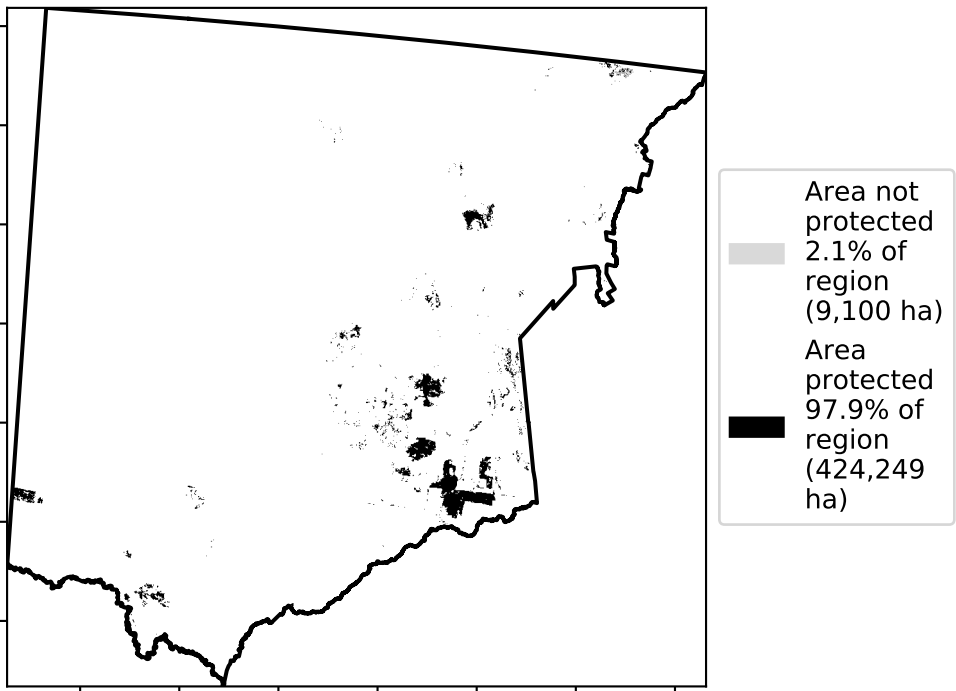 Area not
protected
2.1% of
region
(9,100 ha)
Area
protected
97.9% of
region
(424,249
ha)